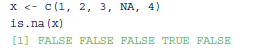 x <- c(1, 2, 3, NA, 4)
is.na(x)
[1] FALSE FALSE FALSE TRUE FALSE